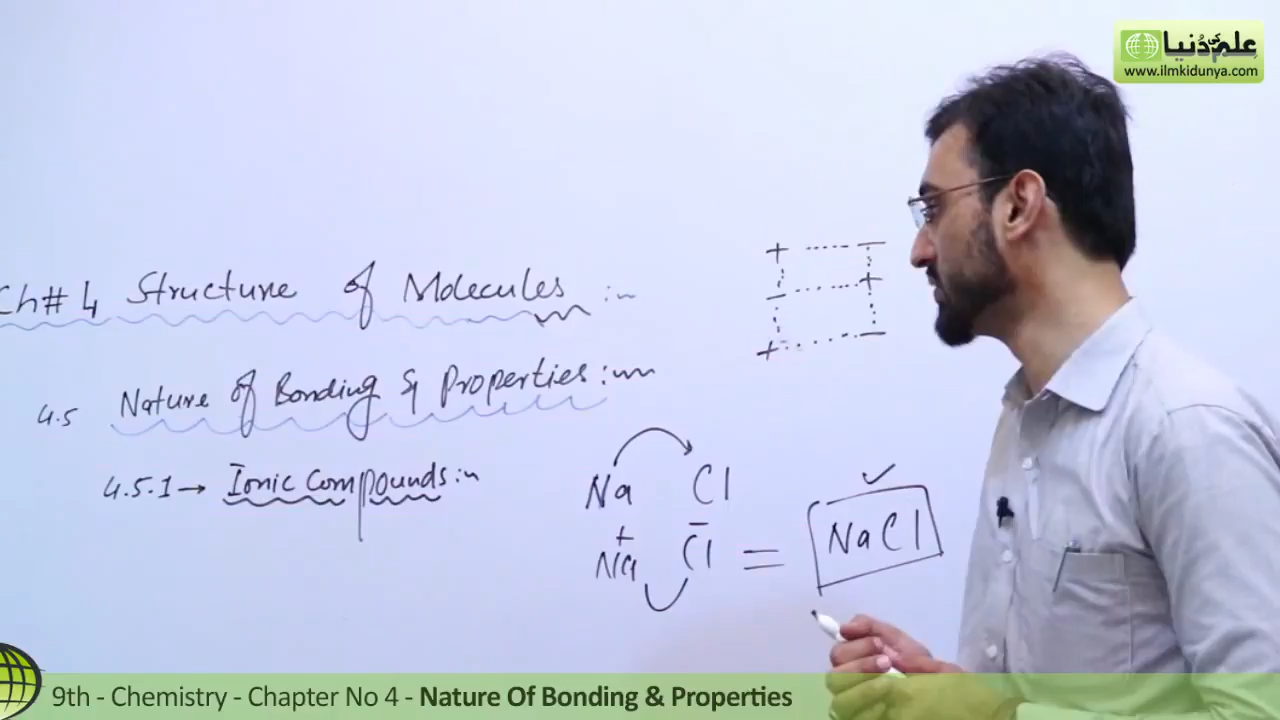 علم کی دُنیا
www.ilmkidunya.com
Ch# 4 Structure of Molecules :
4.5 Nature of Bonding & Properties :
4.5.1 → Ionic Compounds :
+ ...... —
— ...... +
+ ...... —
Na Cl
Na⁺ Cl⁻ = NaCl ✓
9th - Chemistry - Chapter No 4 - Nature Of Bonding & Properties